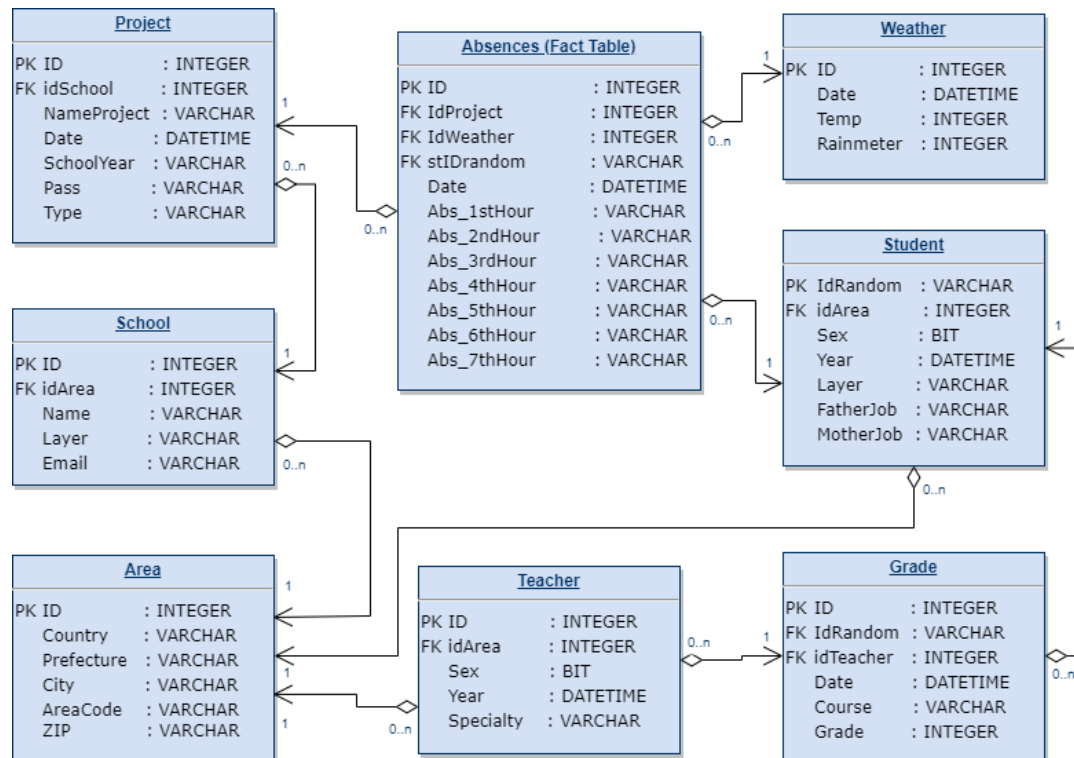 Project
PK ID : INTEGER
FK idSchool : INTEGER
NameProject : VARCHAR
Date : DATETIME
SchoolYear : VARCHAR
Pass : VARCHAR
Type : VARCHAR
1
0..n
0..n
Absences (Fact Table)
PK ID : INTEGER
FK IdProject : INTEGER
FK IdWeather : INTEGER
FK stIDrandom : VARCHAR
Date : DATETIME
Abs_1stHour : VARCHAR
Abs_2ndHour : VARCHAR
Abs_3rdHour : VARCHAR
Abs_4thHour : VARCHAR
Abs_5thHour : VARCHAR
Abs_6thHour : VARCHAR
Abs_7thHour : VARCHAR
1
0..n
0..n
1
Weather
PK ID : INTEGER
Date : DATETIME
Temp : INTEGER
Rainmeter : INTEGER
School
PK ID : INTEGER
FK idArea : INTEGER
Name : VARCHAR
Layer : VARCHAR
Email : VARCHAR
1
0..n
Student
PK IdRandom : VARCHAR
FK idArea : INTEGER
Sex : BIT
Year : DATETIME
Layer : VARCHAR
FatherJob : VARCHAR
MotherJob : VARCHAR
1
0..n
Area
PK ID : INTEGER
Country : VARCHAR
Prefecture : VARCHAR
City : VARCHAR
AreaCode : VARCHAR
ZIP : VARCHAR
1
1
1
0..n
Teacher
PK ID : INTEGER
FK idArea : INTEGER
Sex : BIT
Year : DATETIME
Specialty : VARCHAR
0..n
1
Grade
PK ID : INTEGER
FK IdRandom : VARCHAR
FK idTeacher : INTEGER
Date : DATETIME
Course : VARCHAR
Grade : INTEGER
0..n